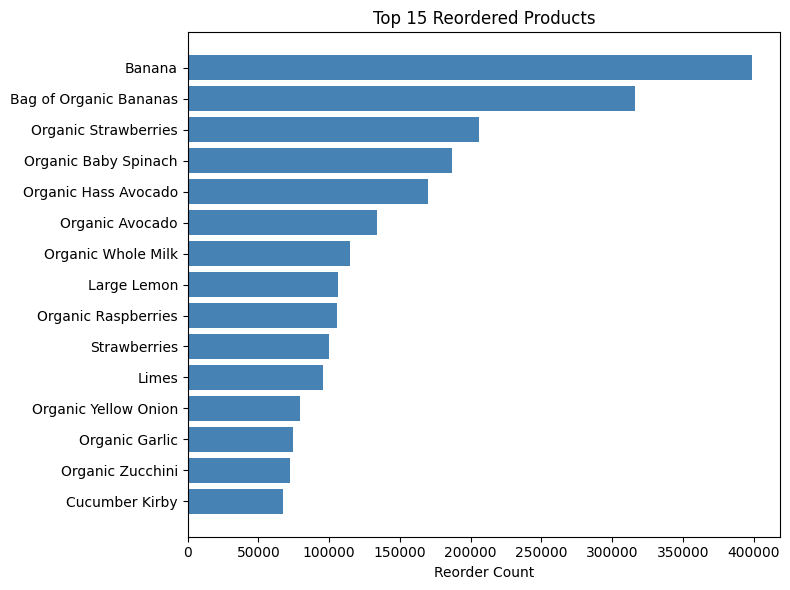 Top 15 Reordered Products
Banana
Bag of Organic Bananas
Organic Strawberries
Organic Baby Spinach
Organic Hass Avocado
Organic Avocado
Organic Whole Milk
Large Lemon
Organic Raspberries
Strawberries
Limes
Organic Yellow Onion
Organic Garlic
Organic Zucchini
Cucumber Kirby
0 50000 100000 150000 200000 250000 300000 350000 400000
Reorder Count